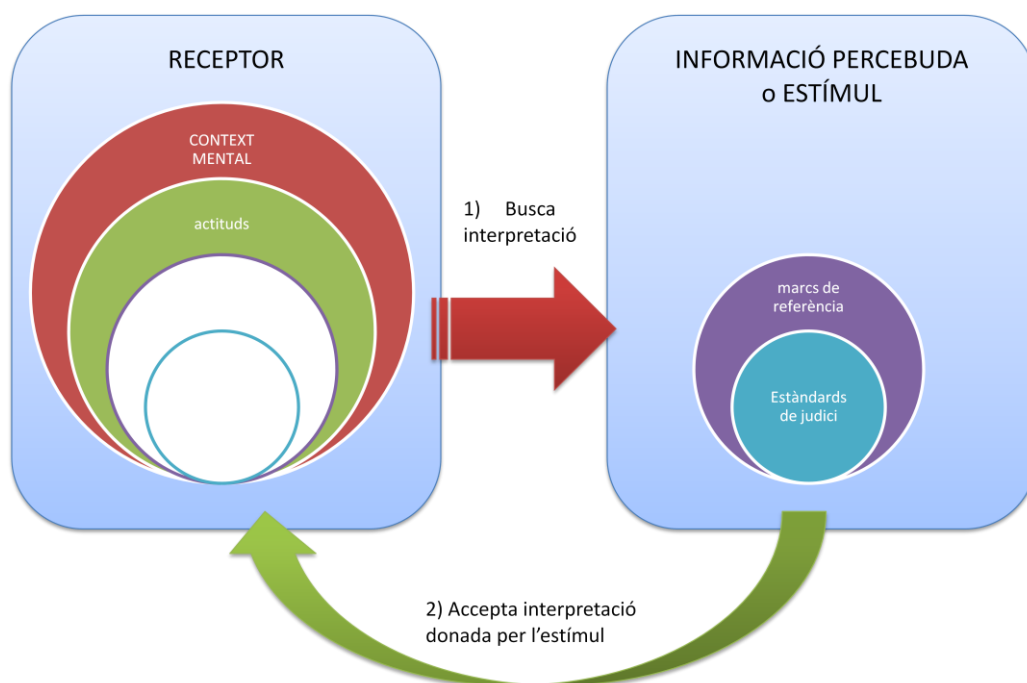 RECEPTOR
CONTEXT
MENTAL
actituds
1) Busca
interpretació
INFORMACIÓ PERCEBUDA
o ESTÍMUL
marcs de
referència
Estàndards
de judici
2) Accepta interpretació
donada per l’estímul